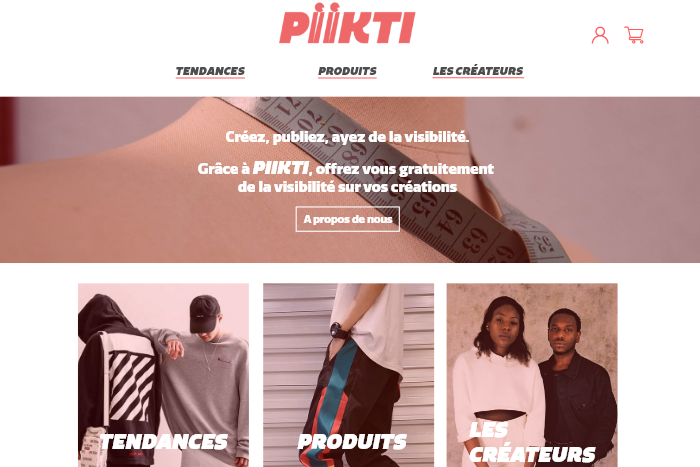 PIIKTI
TENDANCES
PRODUITS
LES CRÉATEURS
Créez, publiez, ayez de la visibilité.
Grâce à PIIKTI, offrez vous gratuitement
de la visibilité sur vos créations
A propos de nous
TENDANCES
PRODUITS
LES
CRÉATEURS